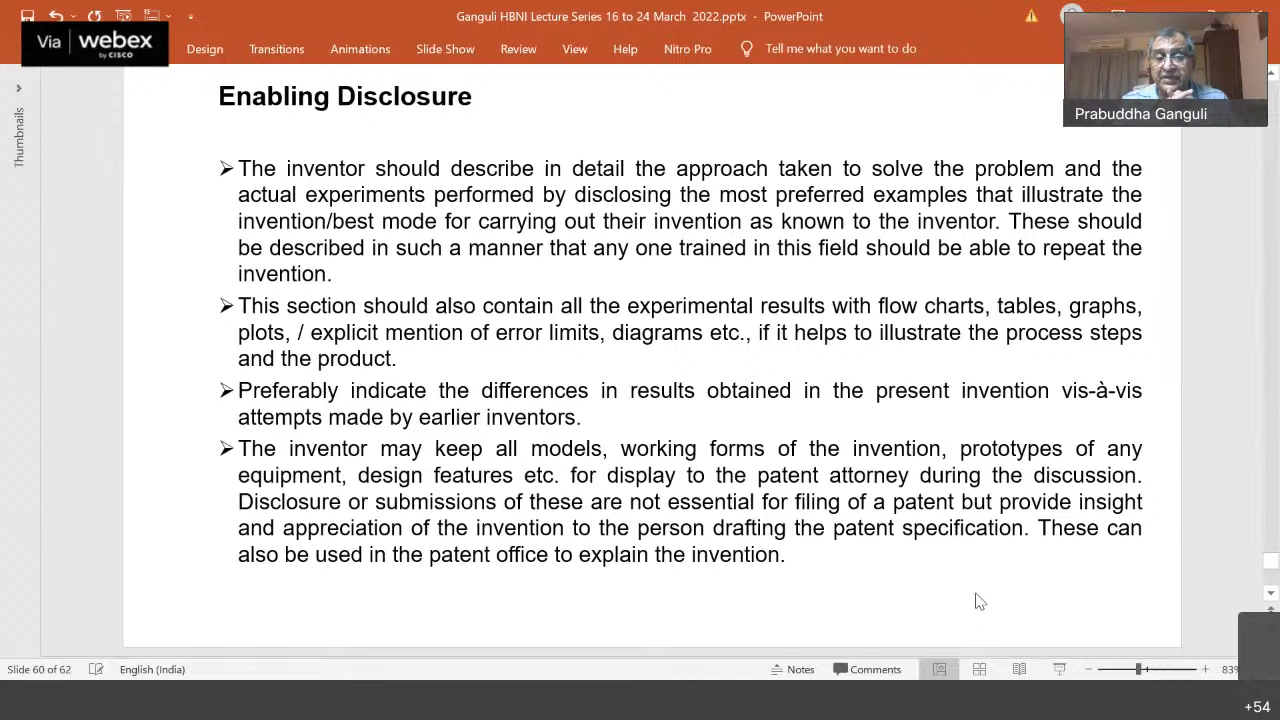 Ganguli HBNI Lecture Series 16 to 24 March 2022.pptx - PowerPoint
Via webex
by CISCO
Design Transitions Animations Slide Show Review View Help Nitro Pro Tell me what you want to do
Prabuddha Ganguli
Thumbnails
Enabling Disclosure
➢ The inventor should describe in detail the approach taken to solve the problem and the
actual experiments performed by disclosing the most preferred examples that illustrate the
invention/best mode for carrying out their invention as known to the inventor. These should
be described in such a manner that any one trained in this field should be able to repeat the
invention.
➢ This section should also contain all the experimental results with flow charts, tables, graphs,
plots, / explicit mention of error limits, diagrams etc., if it helps to illustrate the process steps
and the product.
➢ Preferably indicate the differences in results obtained in the present invention vis-à-vis
attempts made by earlier inventors.
➢ The inventor may keep all models, working forms of the invention, prototypes of any
equipment, design features etc. for display to the patent attorney during the discussion.
Disclosure or submissions of these are not essential for filing of a patent but provide insight
and appreciation of the invention to the person drafting the patent specification. These can
also be used in the patent office to explain the invention.
Slide 60 of 62 English (India) Notes Comments 83%
+54